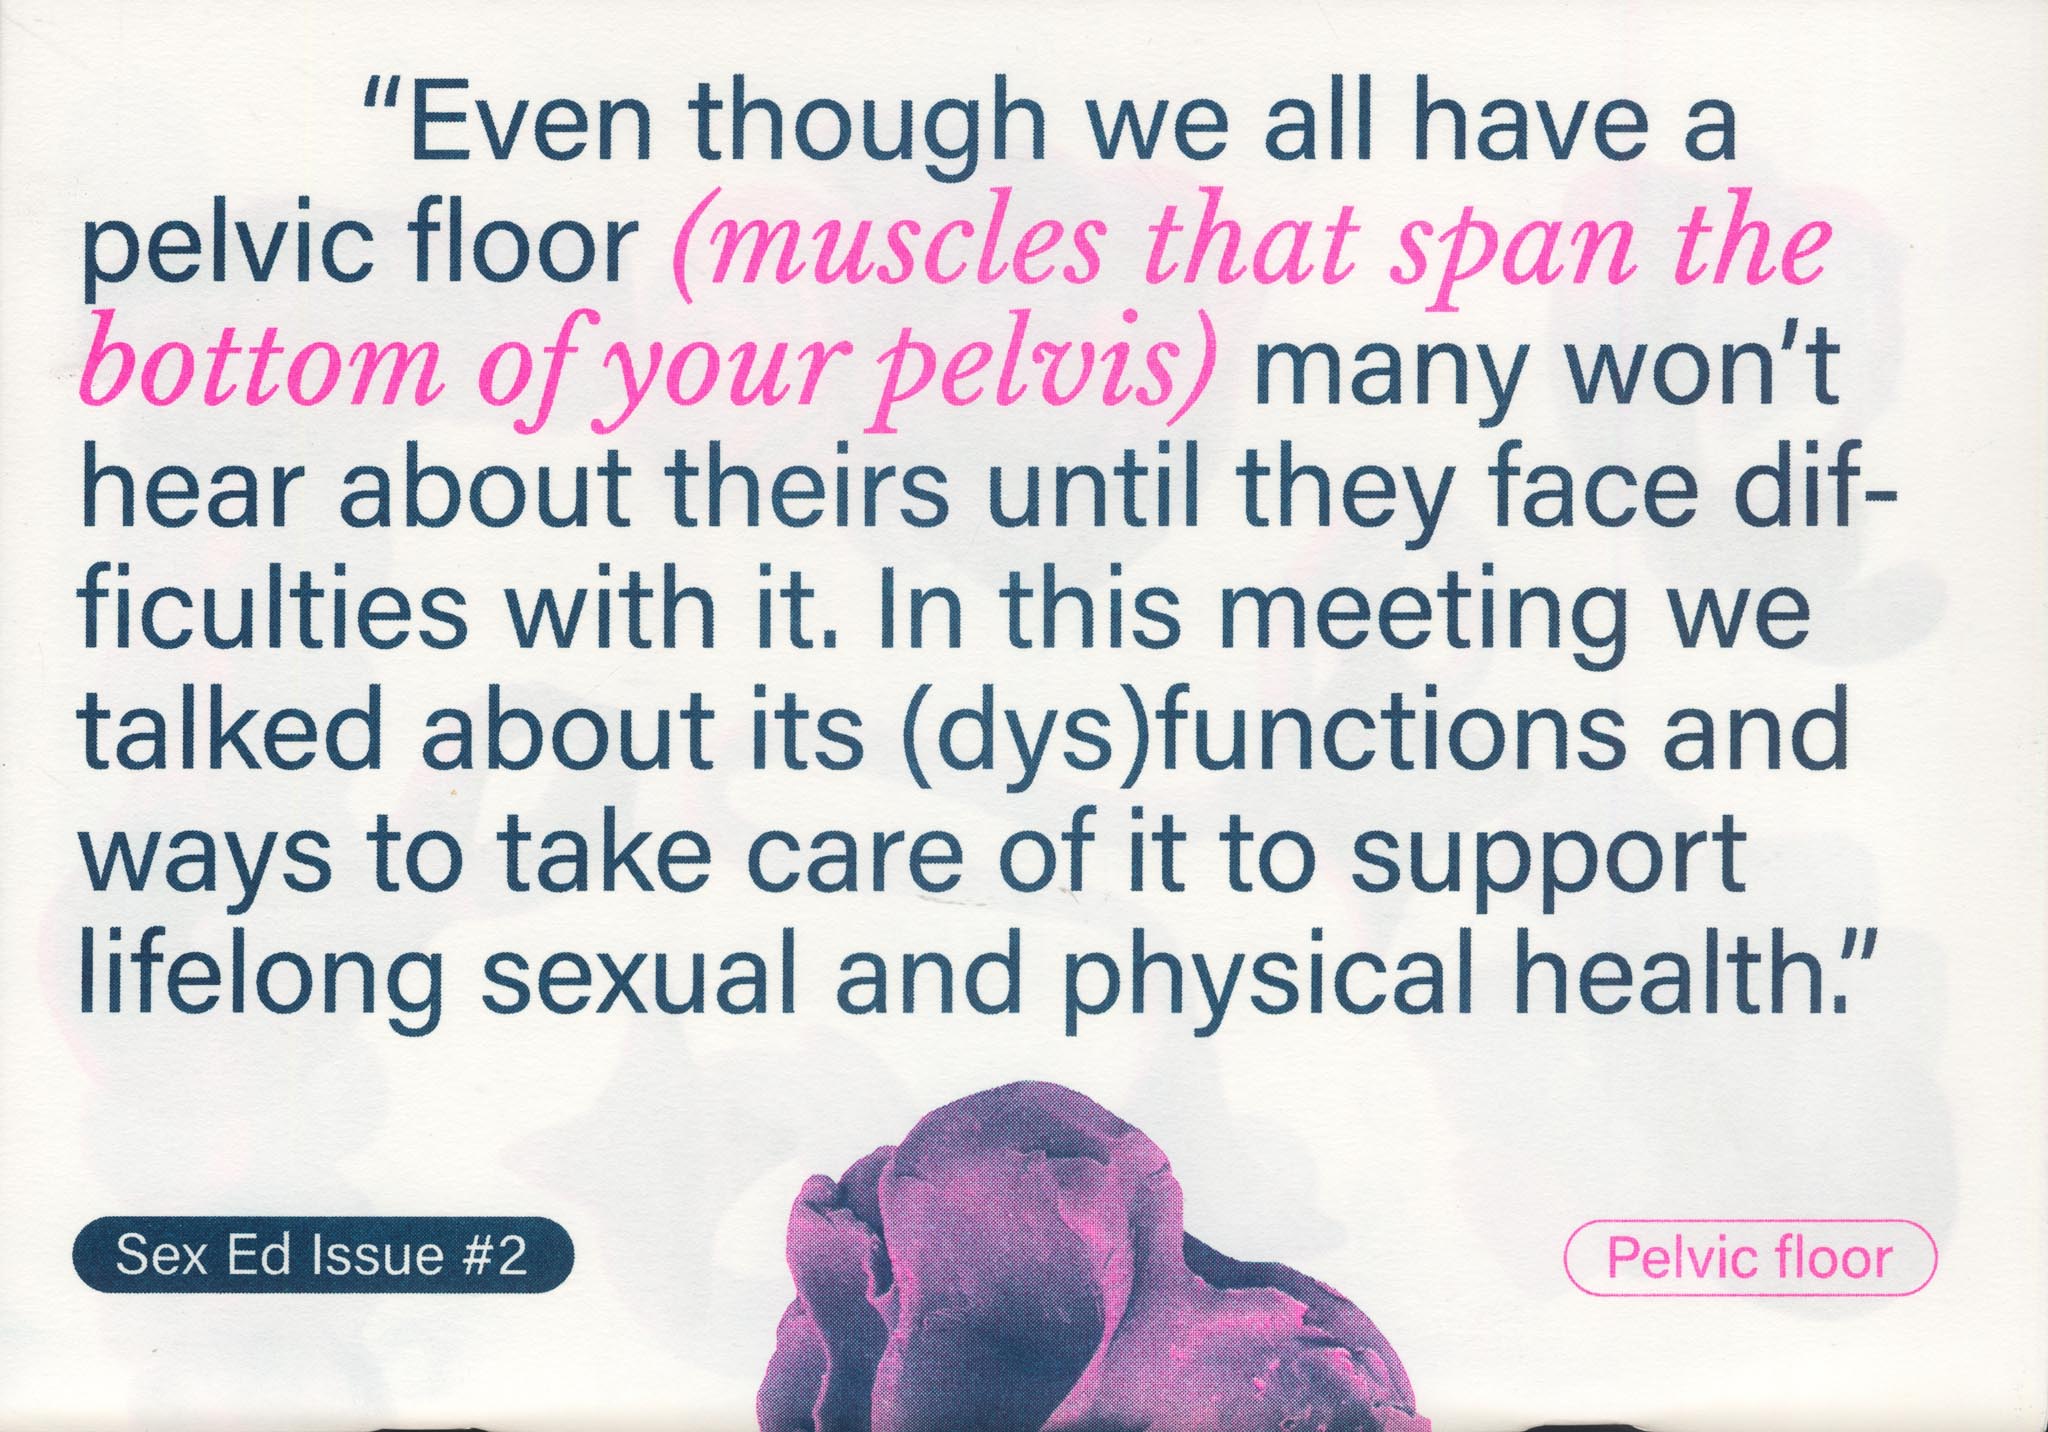 “Even though we all have a
pelvic floor (muscles that span the
bottom of your pelvis) many won’t
hear about theirs until they face dif-
ficulties with it. In this meeting we
talked about its (dys)functions and
ways to take care of it to support
lifelong sexual and physical health.”
Sex Ed Issue #2
Pelvic floor